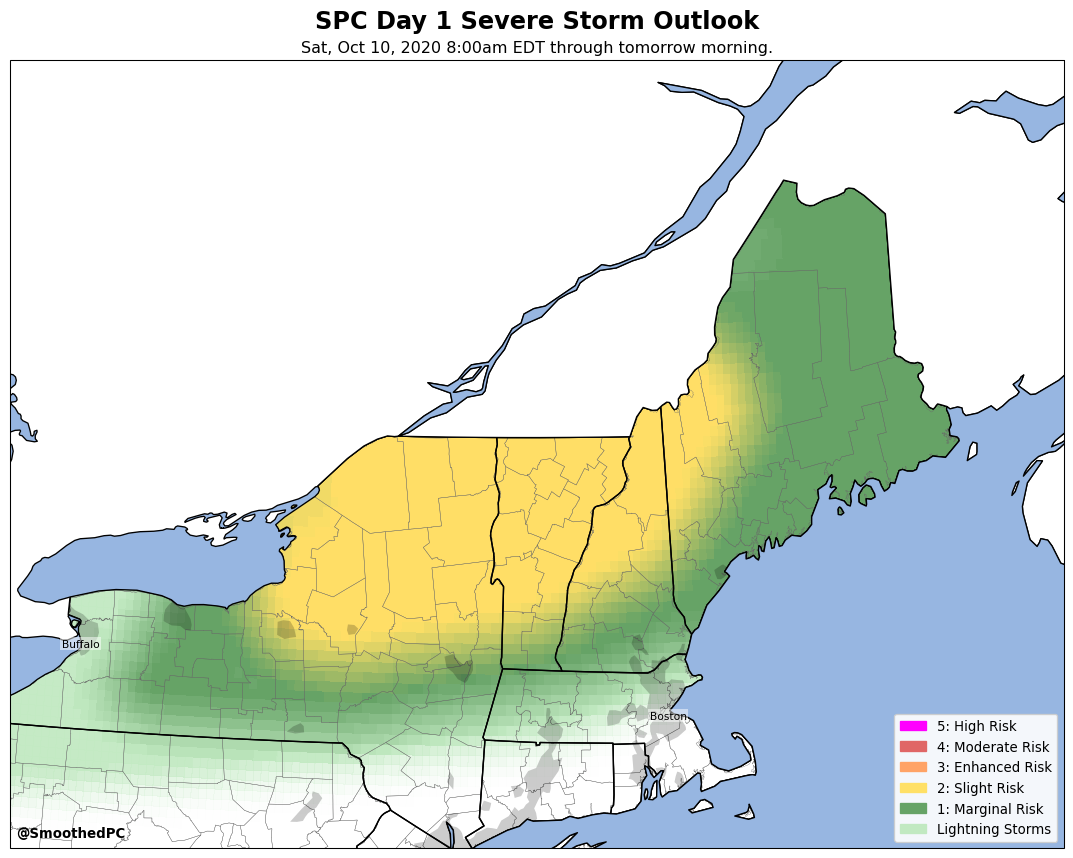 SPC Day 1 Severe Storm Outlook
Sat, Oct 10, 2020 8:00am EDT through tomorrow morning.
Buffalo
Boston
5: High Risk
4: Moderate Risk
3: Enhanced Risk
2: Slight Risk
1: Marginal Risk
Lightning Storms
@SmoothedPC